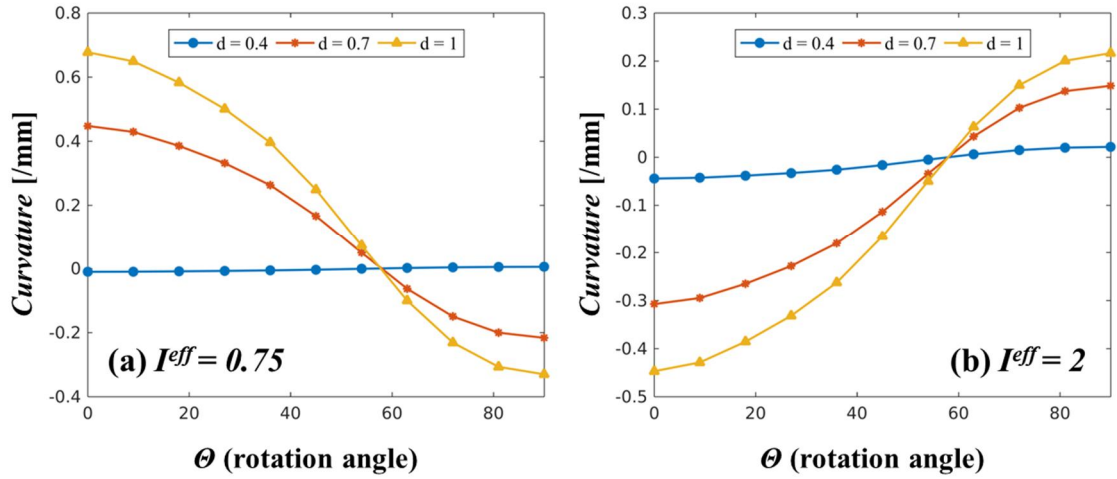 d = 0.4 d = 0.7 d = 1
0.8
0.6
0.4
0.2
0
-0.2
-0.4
Curvature [/mm]
(a) I^eff = 0.75
0 20 40 60 80
Θ (rotation angle)
d = 0.4 d = 0.7 d = 1
0.3
0.2
0.1
0
-0.1
-0.2
-0.3
-0.4
-0.5
Curvature [/mm]
(b) I^eff = 2
0 20 40 60 80
Θ (rotation angle)